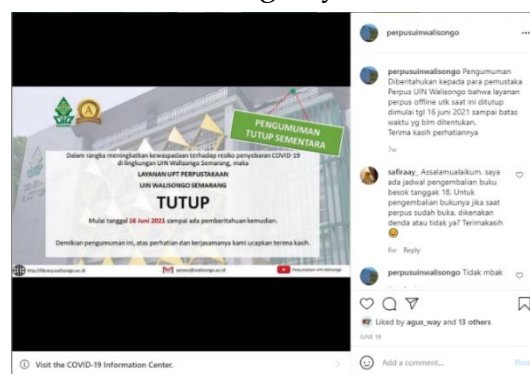 PENGUMUMAN
TUTUP SEMENTARA
Dalam rangka meningkatkan kewaspadaan terhadap resiko penyebaran COVID-19
di lingkungan UIN Walisongo Semarang, maka
LAYANAN UPT PERPUSTAKAAN
UIN WALISONGO SEMARANG
TUTUP
Mulai tanggal 16 Juni 2021 sampai ada pemberitahuan kemudian.
Demikian pengumuman ini, atas perhatian dan kerjasamanya kami ucapkan terima kasih.
Visit the COVID-19 Information Center.
perpusuinwalisongo
perpusuinwalisongo Pengumuman
Diberitahukan kepada para pemustaka
Perpus UIN Walisongo bahwa layanan
perpus offline utk saat ini ditutup
dimulai tgl 16 juni 2021 sampai batas
waktu yg blm ditentukan.
Terima kasih perhatiannya
7w
safiraay_ Assalamualaikum. saya
ada jadwal pengembalian buku
besok tanggak 18. Untuk
pengembalian bukunya jika saat
perpus sudah buka. dikenakan
denda atau tidak ya? Terimakasih
6w Reply
perpusuinwalisongo Tidak mbak
Liked by agus_way and 13 others
Add a comment...
Post